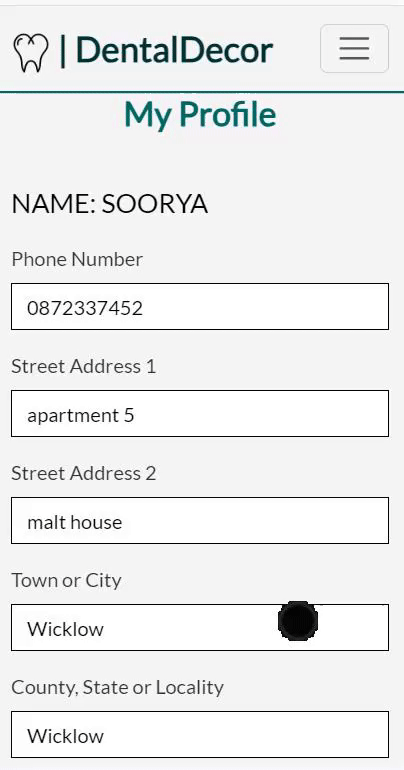 | DentalDecor
My Profile
NAME: SOORYA
Phone Number
0872337452
Street Address 1
apartment 5
Street Address 2
malt house
Town or City
Wicklow
County, State or Locality
Wicklow